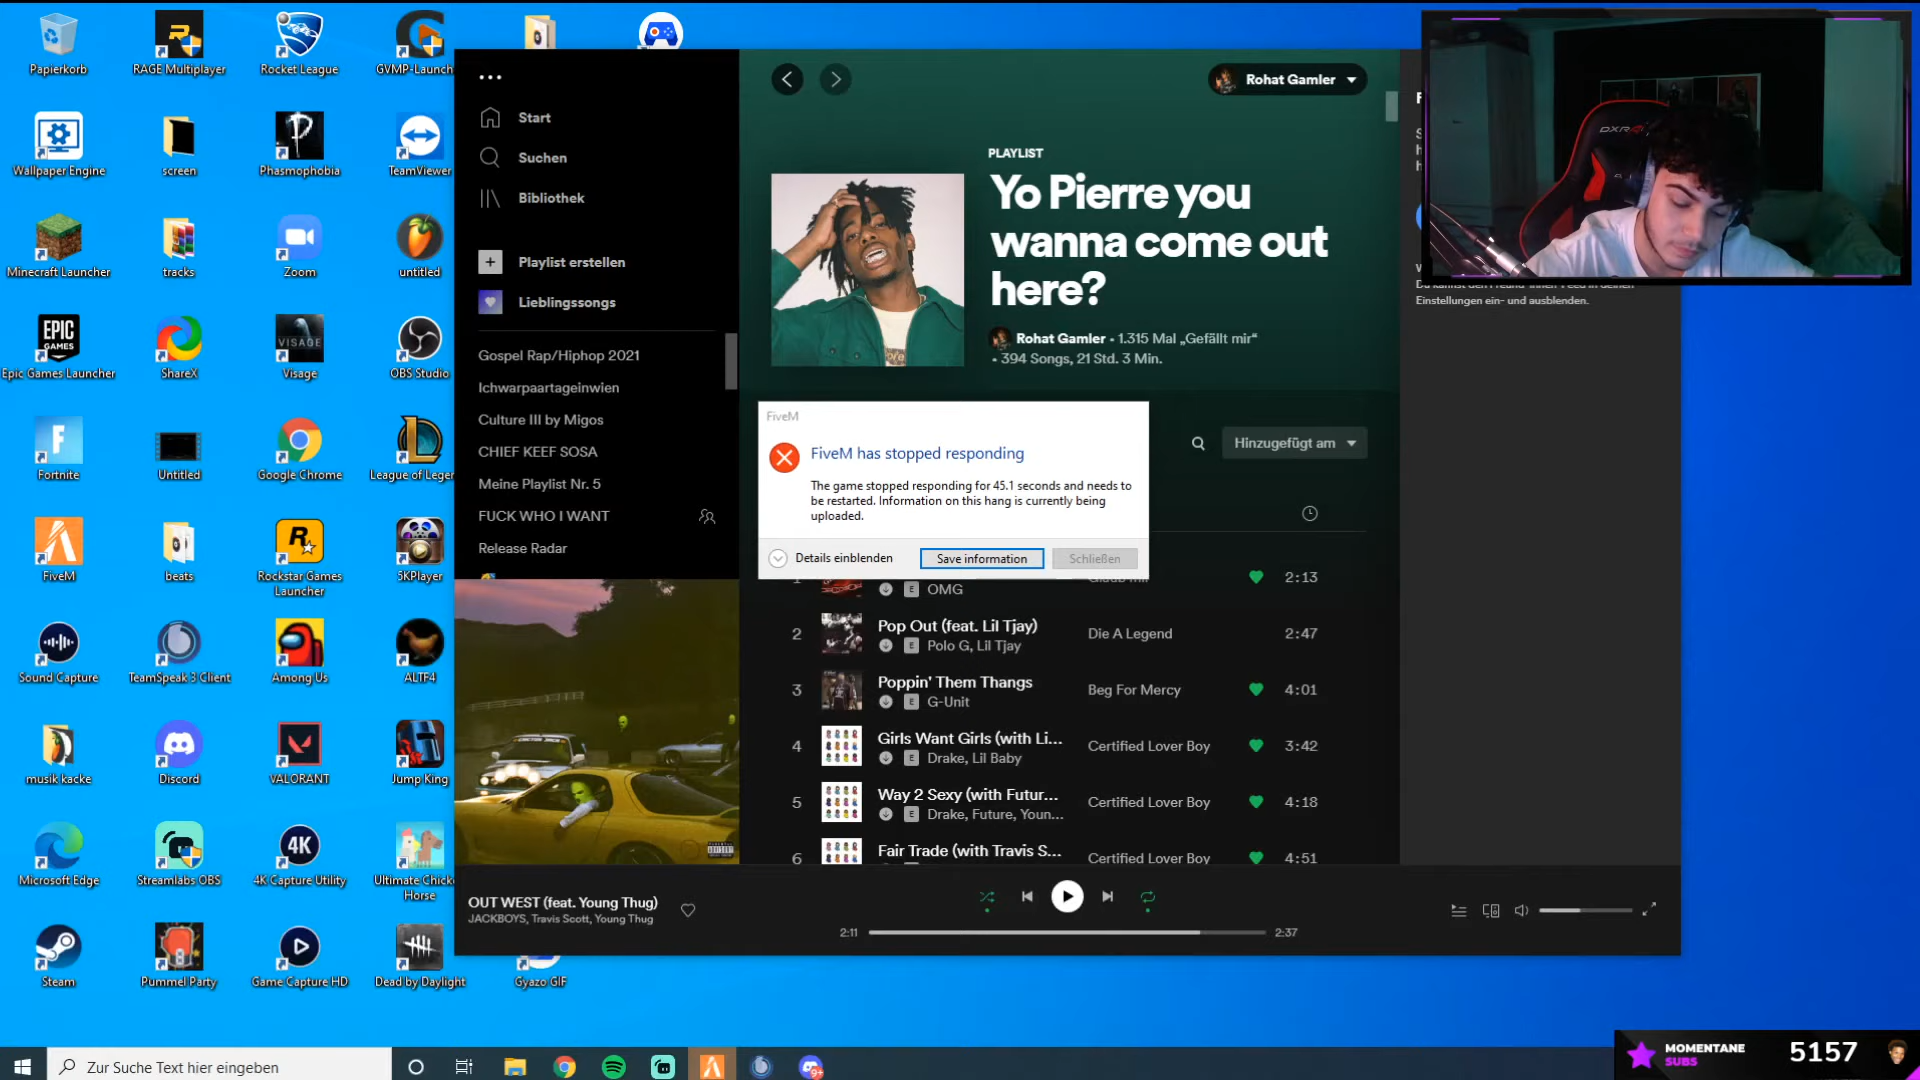 Papierkorb
RAGE Multiplayer
Rocket League
GVMP-Launch
Wallpaper Engine
screen
Phasmophobia
TeamViewer
Minecraft Launcher
tracks
Zoom
untitled
EPIC
GAMES
Epic Games Launcher
ShareX
VISAGE
Visage
OBS Studio
Fortnite
Untitled
Google Chrome
League of Leger
FiveM
beats
Rockstar Games
Launcher
5KPlayer
Sound Capture
TeamSpeak 3 Client
Among Us
ALTF4
musik kacke
Discord
VALORANT
Jump King
Microsoft Edge
Streamlabs OBS
4K
4K Capture Utility
Ultimate Chick
Horse
Steam
Pummel Party
Game Capture HD
Dead by Daylight
Gyazo GIF
Start
Suchen
Bibliothek
Playlist erstellen
Lieblingssongs
Gospel Rap/Hiphop 2021
Ichwarpaartageinwien
Culture III by Migos
CHIEF KEEF SOSA
Meine Playlist Nr. 5
FUCK WHO I WANT
Release Radar
Rohat Gamler
PLAYLIST
Yo Pierre you
wanna come out
here?
Rohat Gamler • 1.315 Mal „Gefällt mir“
• 394 Songs, 21 Std. 3 Min.
Hinzugefügt am
FiveM
FiveM has stopped responding
The game stopped responding for 45.1 seconds and needs to
be restarted. Information on this hang is currently being
uploaded.
Details einblenden
Save information
Schließen
2:13
E OMG
2 Pop Out (feat. Lil Tjay) Die A Legend 2:47
E Polo G, Lil Tjay
3 Poppin' Them Thangs Beg For Mercy 4:01
E G-Unit
4 Girls Want Girls (with Li... Certified Lover Boy 3:42
E Drake, Lil Baby
5 Way 2 Sexy (with Futur... Certified Lover Boy 4:18
E Drake, Future, Youn...
6 Fair Trade (with Travis S... Certified Lover Boy 4:51
OUT WEST (feat. Young Thug)
JACKBOYS, Travis Scott, Young Thug
2:11
2:37
DXR
Einstellungen ein- und ausblenden.
Zur Suche Text hier eingeben
9+
MOMENTANE
SUBS
5157